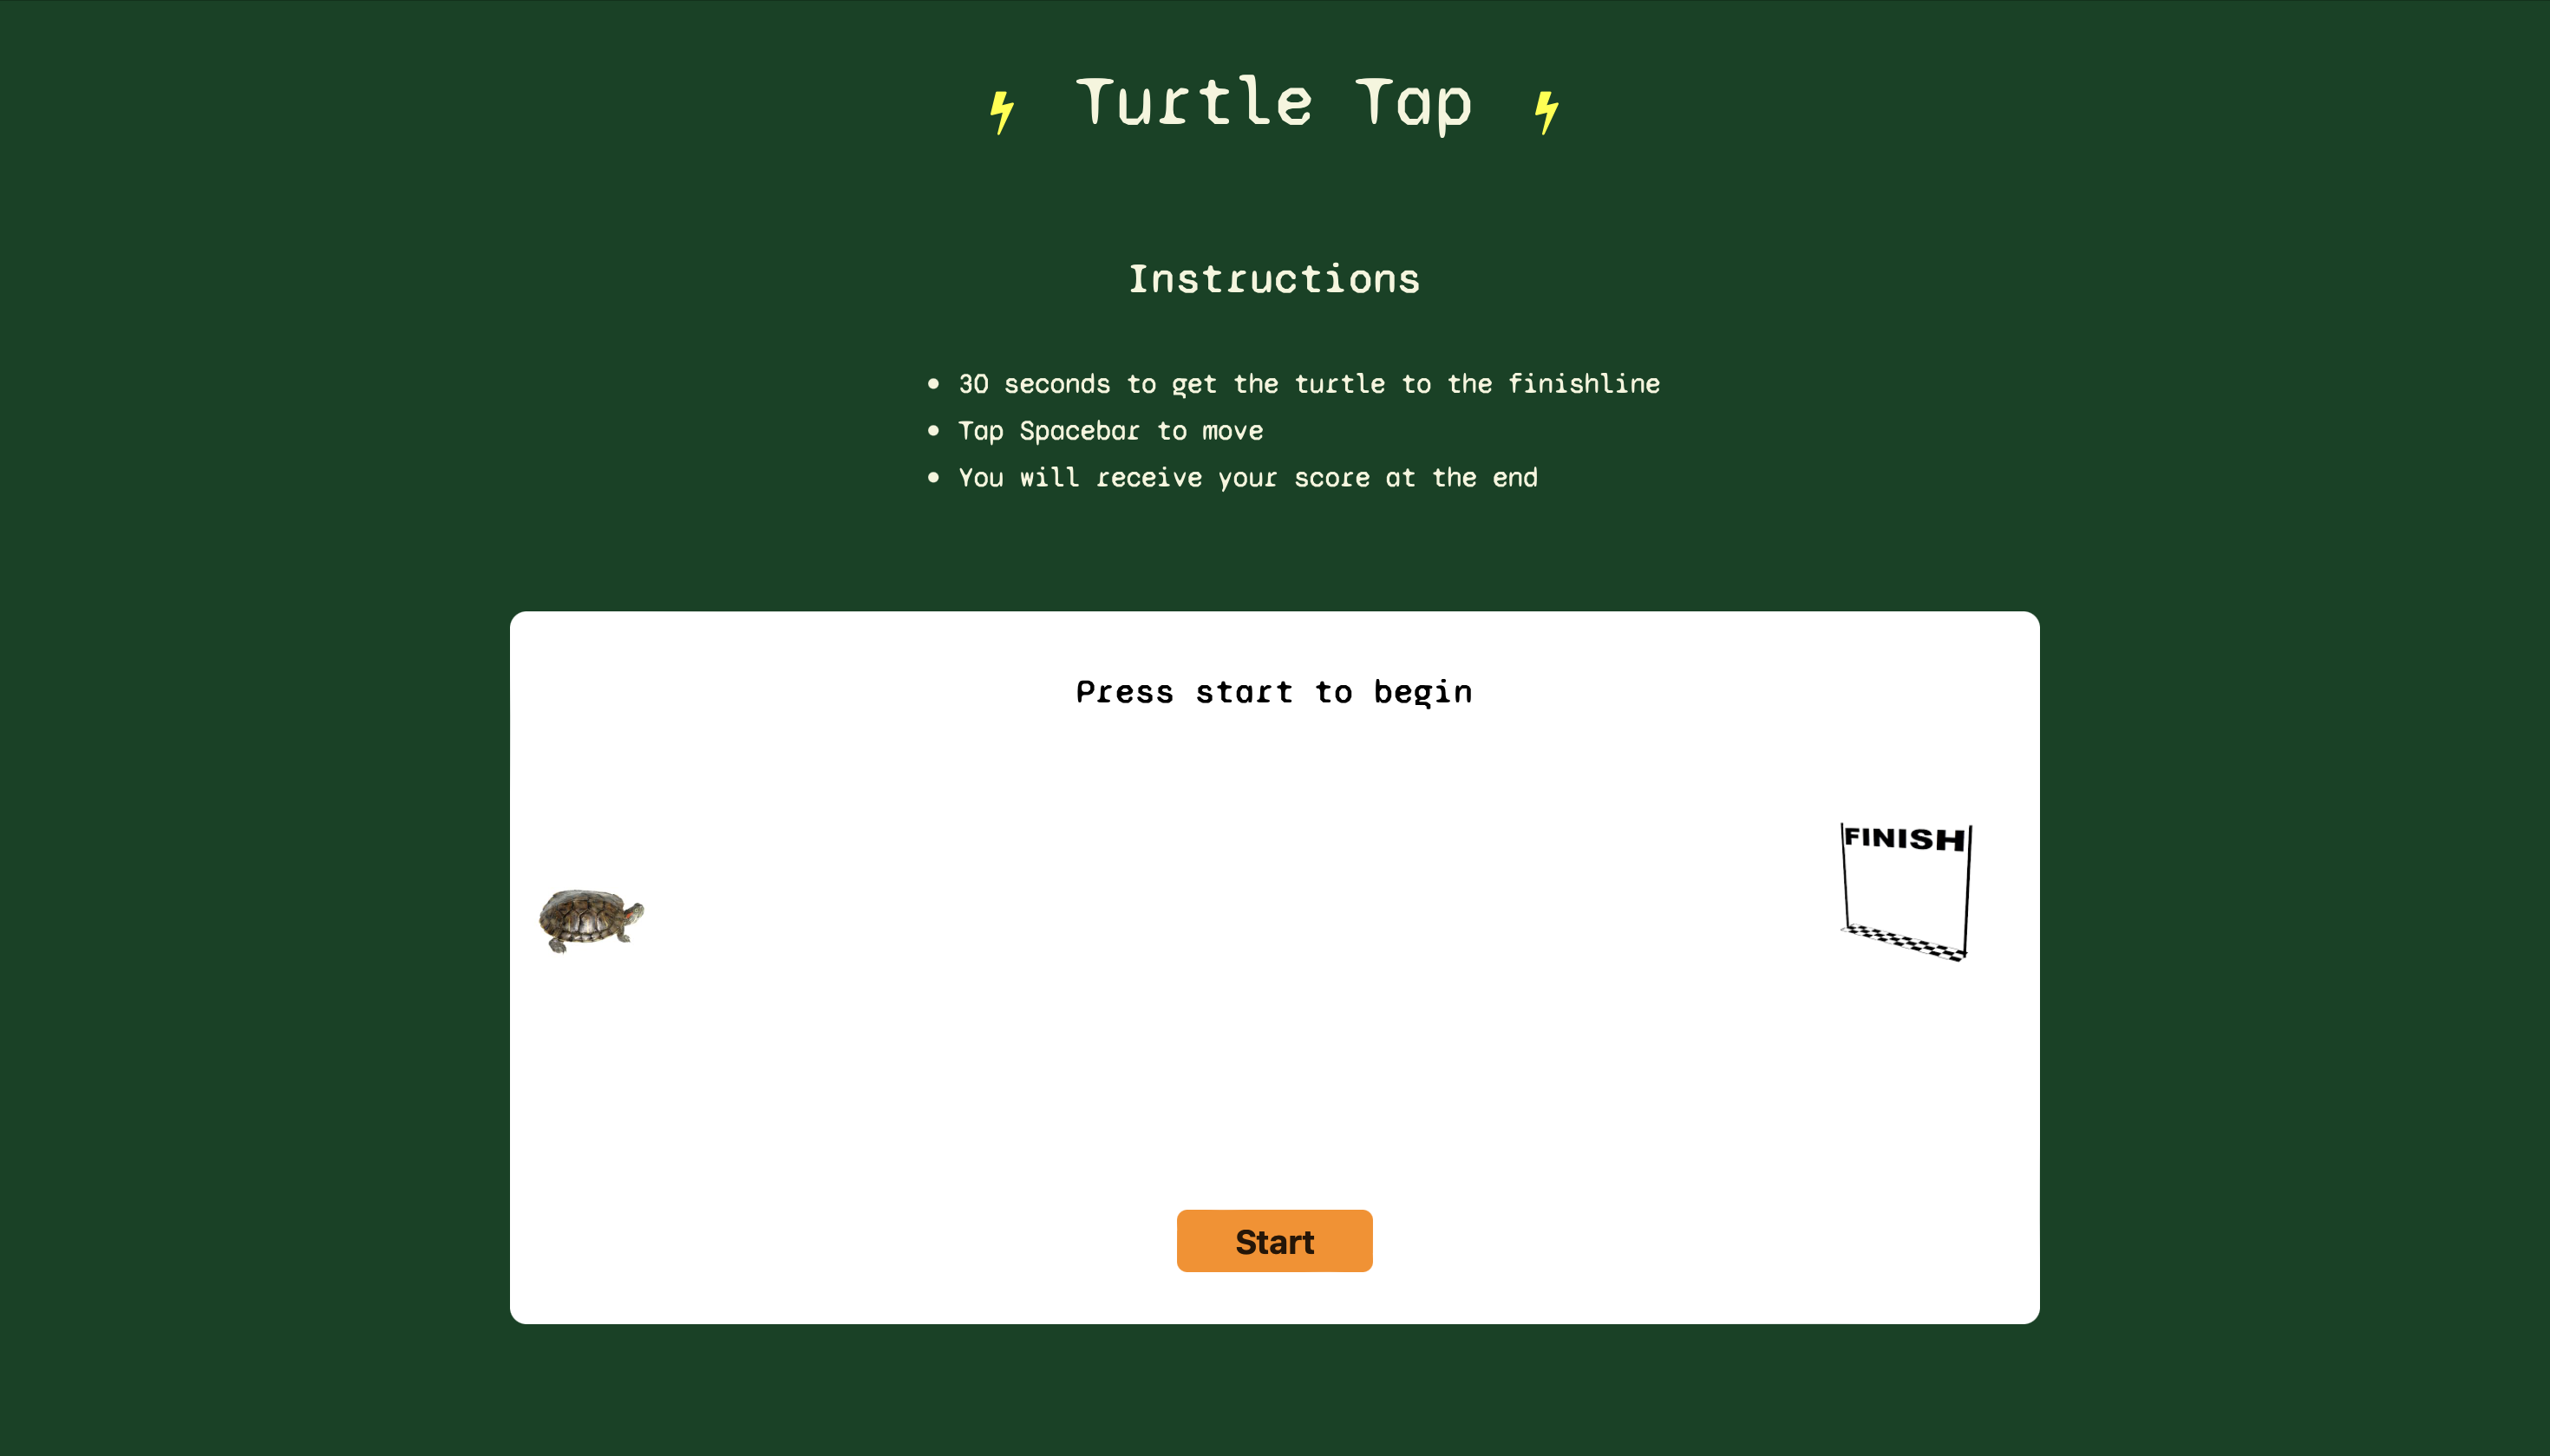 ⚡ Turtle Tap ⚡
Instructions
• 30 seconds to get the turtle to the finishline
• Tap Spacebar to move
• You will receive your score at the end
Press start to begin
FINISH
Start